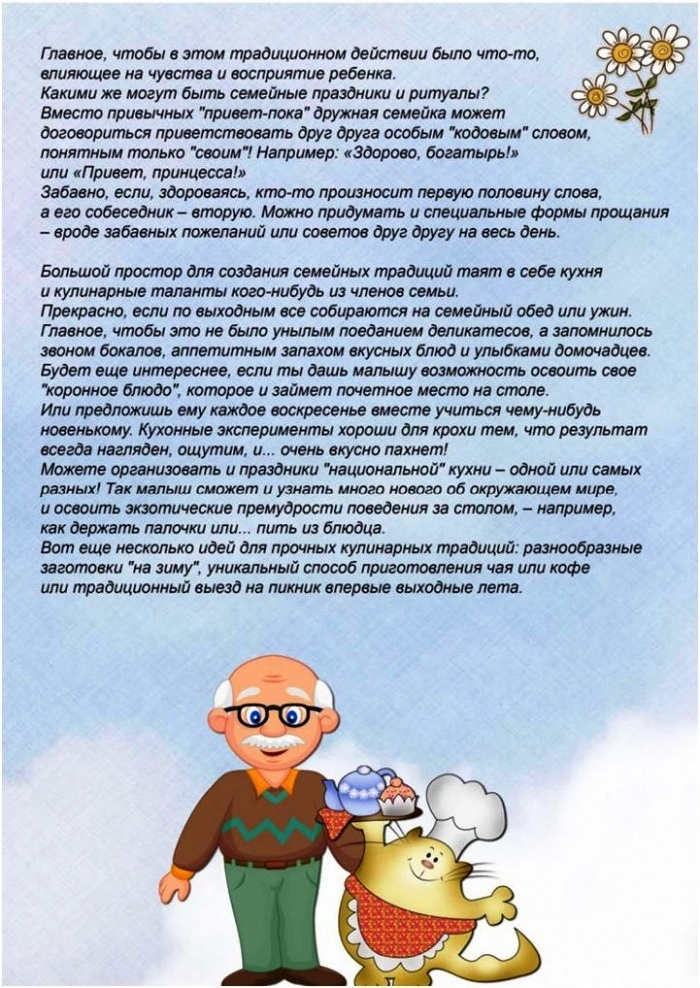 Главное, чтобы в этом традиционном действии было что-то,
влияющее на чувства и восприятие ребенка.
Какими же могут быть семейные праздники и ритуалы?
Вместо привычных "привет-пока" дружная семейка может
договориться приветствовать друг друга особым "кодовым" словом,
понятным только "своим"! Например: «Здорово, богатырь!»
или «Привет, принцесса!»
Забавно, если, здороваясь, кто-то произносит первую половину слова,
а его собеседник – вторую. Можно придумать и специальные формы прощания
– вроде забавных пожеланий или советов друг другу на весь день.
Большой простор для создания семейных традиций таят в себе кухня
и кулинарные таланты кого-нибудь из членов семьи.
Прекрасно, если по выходным все собираются на семейный обед или ужин.
Главное, чтобы это не было унылым поеданием деликатесов, а запомнилось
звоном бокалов, аппетитным запахом вкусных блюд и улыбками домочадцев.
Будет еще интереснее, если ты дашь малышу возможность освоить свое
"коронное блюдо", которое и займет почетное место на столе.
Или предложишь ему каждое воскресенье вместе учиться чему-нибудь
новенькому. Кухонные эксперименты хороши для крохи тем, что результат
всегда нагляден, ощутим, и... очень вкусно пахнет!
Можете организовать и праздники "национальной" кухни – одной или самых
разных! Так малыш сможет и узнать много нового об окружающем мире,
и освоить экзотические премудрости поведения за столом, – например,
как держать палочки или... пить из блюдца.
Вот еще несколько идей для прочных кулинарных традиций: разнообразные
заготовки "на зиму", уникальный способ приготовления чая или кофе
или традиционный выезд на пикник впервые выходные лета.